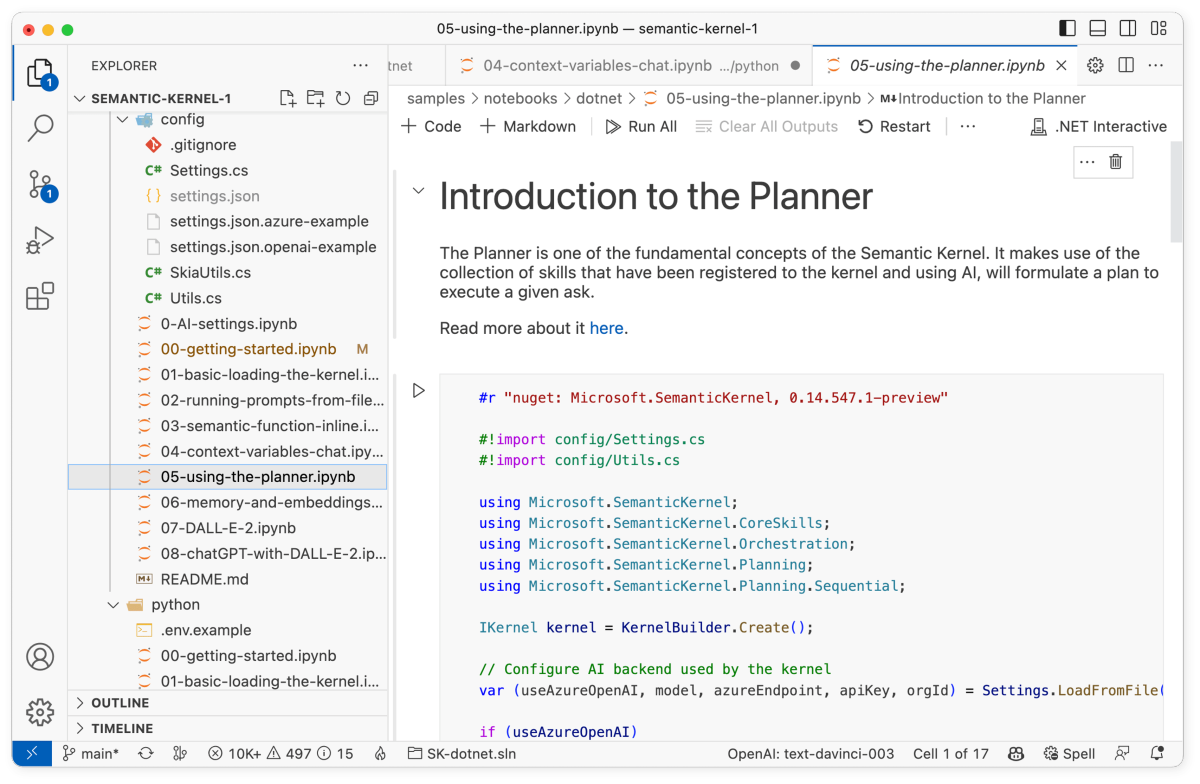 05-using-the-planner.ipynb — semantic-kernel-1
EXPLORER
tnet
04-context-variables-chat.ipynb .../python
05-using-the-planner.ipynb
SEMANTIC-KERNEL-1
samples > notebooks > dotnet > 05-using-the-planner.ipynb > M↓Introduction to the Planner
+ Code + Markdown Run All Clear All Outputs Restart ... .NET Interactive
1
config
.gitignore
C# Settings.cs
{ } settings.json
settings.json.azure-example
settings.json.openai-example
C# SkiaUtils.cs
C# Utils.cs
0-AI-settings.ipynb
00-getting-started.ipynb M
01-basic-loading-the-kernel.i...
02-running-prompts-from-file...
03-semantic-function-inline.i...
04-context-variables-chat.ipy...
05-using-the-planner.ipynb
06-memory-and-embeddings...
07-DALL-E-2.ipynb
08-chatGPT-with-DALL-E-2.ip...
M↓ README.md
python
.env.example
00-getting-started.ipynb
01-basic-loading-the-kernel.i...
OUTLINE
TIMELINE
1
Introduction to the Planner
The Planner is one of the fundamental concepts of the Semantic Kernel. It makes use of the
collection of skills that have been registered to the kernel and using AI, will formulate a plan to
execute a given ask.
Read more about it here.
#r "nuget: Microsoft.SemanticKernel, 0.14.547.1-preview"
#!import config/Settings.cs
#!import config/Utils.cs
using Microsoft.SemanticKernel;
using Microsoft.SemanticKernel.CoreSkills;
using Microsoft.SemanticKernel.Orchestration;
using Microsoft.SemanticKernel.Planning;
using Microsoft.SemanticKernel.Planning.Sequential;
IKernel kernel = KernelBuilder.Create();
// Configure AI backend used by the kernel
var (useAzureOpenAI, model, azureEndpoint, apiKey, orgId) = Settings.LoadFromFile(
if (useAzureOpenAI)
main* 10K+ 497 15 SK-dotnet.sln OpenAI: text-davinci-003 Cell 1 of 17 Spell